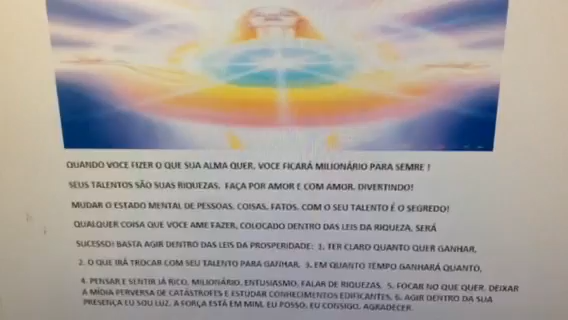 QUANDO VOCE FIZER O QUE SUA ALMA QUER, VOCE FICARÁ MILIONÁRIO PARA SEMRE !
SEUS TALENTOS SÃO SUAS RIQUEZAS. FAÇA POR AMOR E COM AMOR. DIVERTINDO!
MUDAR O ESTADO MENTAL DE PESSOAS, COISAS, FATOS, COM O SEU TALENTO É O SEGREDO!
QUALQUER COISA QUE VOCE AME FAZER, COLOCADO DENTRO DAS LEIS DA RIQUEZA, SERÁ
SUCESSO! BASTA AGIR DENTRO DAS LEIS DA PROSPERIDADE: 1. TER CLARO QUANTO QUER GANHAR,
2. O QUE IRÁ TROCAR COM SEU TALENTO PARA GANHAR. 3. EM QUANTO TEMPO GANHARÁ QUANTO,
4. PENSAR E SENTIR JÁ RICO, MILIONÁRIO, ENTUSIASMO, FALAR DE RIQUEZAS, 5. FOCAR NO QUE QUER, DEIXAR
A MÍDIA PERVERSA DE CATÁSTROFES E ESTUDAR CONHECIMENTOS EDIFICANTES, 6. AGIR DENTRO DA SUA
PRESENÇA EU SOU LUZ. A FORÇA ESTÁ EM MIM, EU POSSO, EU CONSIGO, AGRADECER.